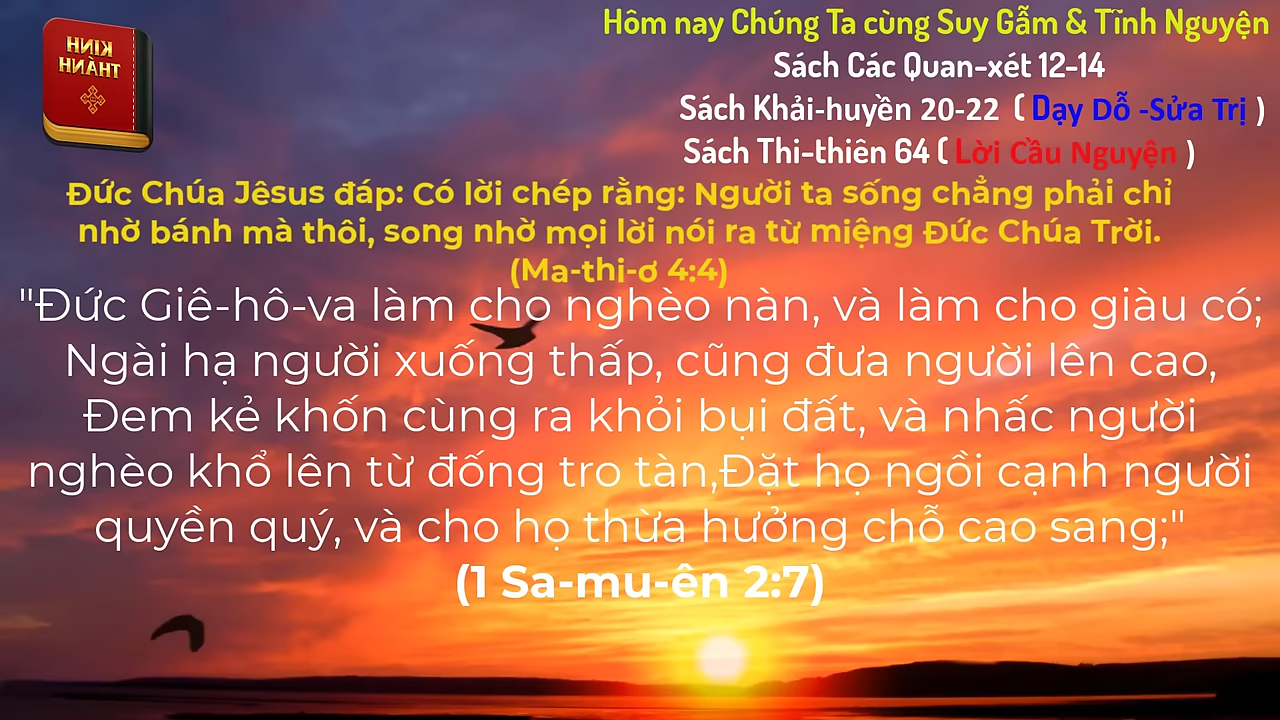 KINH
THÁNH
Hôm nay Chúng Ta cùng Suy Gẫm & Tĩnh Nguyện
Sách Các Quan-xét 12-14
Sách Khải-huyền 20-22 ( Dạy Dỗ -Sửa Trị )
Sách Thi-thiên 64 ( Lời Cầu Nguyện )
Đức Chúa Jêsus đáp: Có lời chép rằng: Người ta sống chẳng phải chỉ
nhờ bánh mà thôi, song nhờ mọi lời nói ra từ miệng Đức Chúa Trời.
(Ma-thi-ơ 4:4)
"Đức Giê-hô-va làm cho nghèo nàn, và làm cho giàu có;
Ngài hạ người xuống thấp, cũng đưa người lên cao,
Đem kẻ khốn cùng ra khỏi bụi đất, và nhấc người
nghèo khổ lên từ đống tro tàn,Đặt họ ngồi cạnh người
quyền quý, và cho họ thừa hưởng chỗ cao sang;"
(1 Sa-mu-ên 2:7)